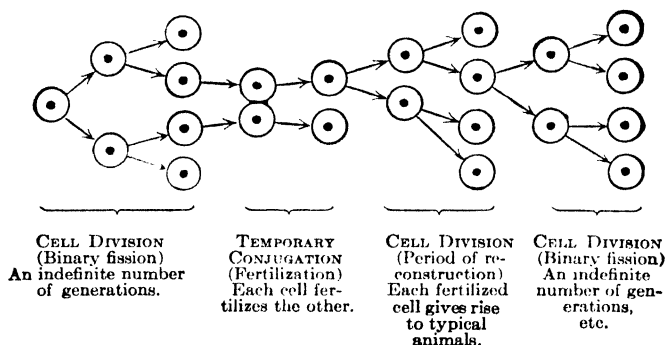 CELL DIVISION
(Binary fission)
An indefinite number
of generations.
TEMPORARY
CONJUGATION
(Fertilization)
Each cell fer-
tilizes the other.
CELL DIVISION
(Period of re-
construction)
Each fertilized
cell gives rise
to typical
animals.
CELL DIVISION
(Binary fission)
An indefinite
number of gen-
erations,
etc.